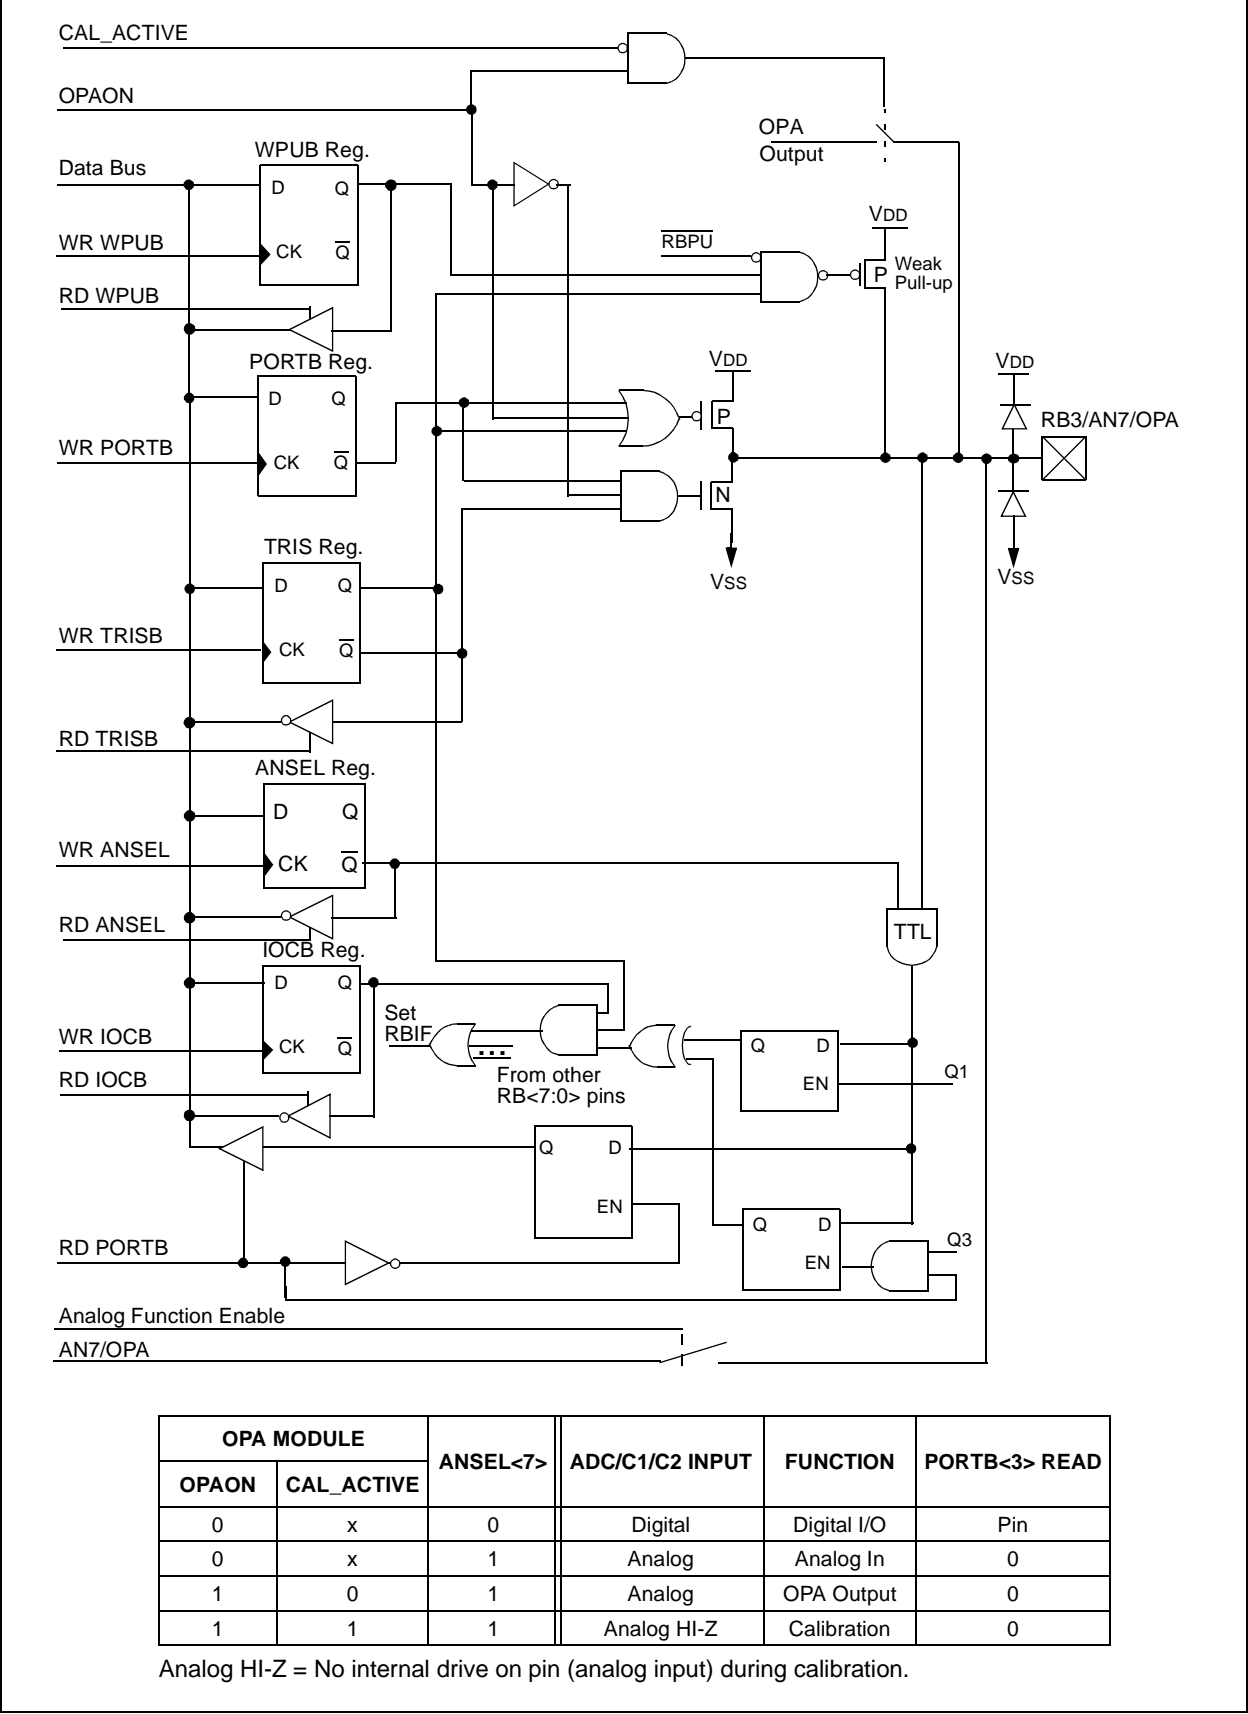 CAL_ACTIVE
OPAON
OPA
Output
WPUB Reg.
Data Bus
D
Q
WR WPUB
CK
Q̅
RD WPUB
R̅B̅P̅U̅
VDD
P
Weak
Pull-up
PORTB Reg.
D
Q
WR PORTB
CK
Q̅
VDD
P
N
VSS
VDD
RB3/AN7/OPA
VSS
TRIS Reg.
D
Q
WR TRISB
CK
Q̅
RD TRISB
ANSEL Reg.
D
Q
WR ANSEL
CK
Q̅
RD ANSEL
TTL
IOCB Reg.
D
Q
WR IOCB
CK
Q̅
RD IOCB
Set
RBIF
...
From other
RB<7:0> pins
Q
D
EN
Q1
Q
D
EN
Q
D
EN
Q3
RD PORTB
Analog Function Enable
AN7/OPA
OPA MODULE ANSEL<7> ADC/C1/C2 INPUT FUNCTION PORTB<3> READ
OPAON CAL_ACTIVE
0 x 0 Digital Digital I/O Pin
0 x 1 Analog Analog In 0
1 0 1 Analog OPA Output 0
1 1 1 Analog HI-Z Calibration 0
Analog HI-Z = No internal drive on pin (analog input) during calibration.